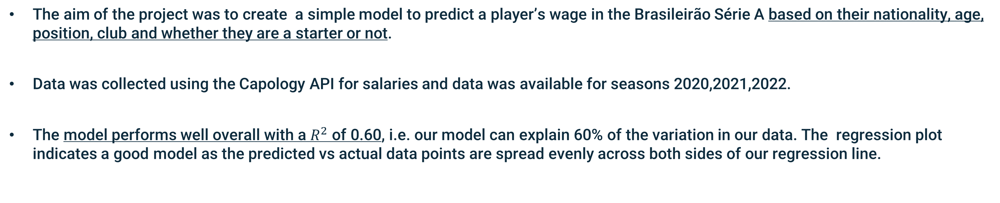 • The aim of the project was to create  a simple model to predict a player’s wage in the Brasileirão Série A based on their nationality, age,
position, club and whether they are a starter or not.
• Data was collected using the Capology API for salaries and data was available for seasons 2020,2021,2022.
• The model performs well overall with a R² of 0.60, i.e. our model can explain 60% of the variation in our data. The  regression plot
indicates a good model as the predicted vs actual data points are spread evenly across both sides of our regression line.